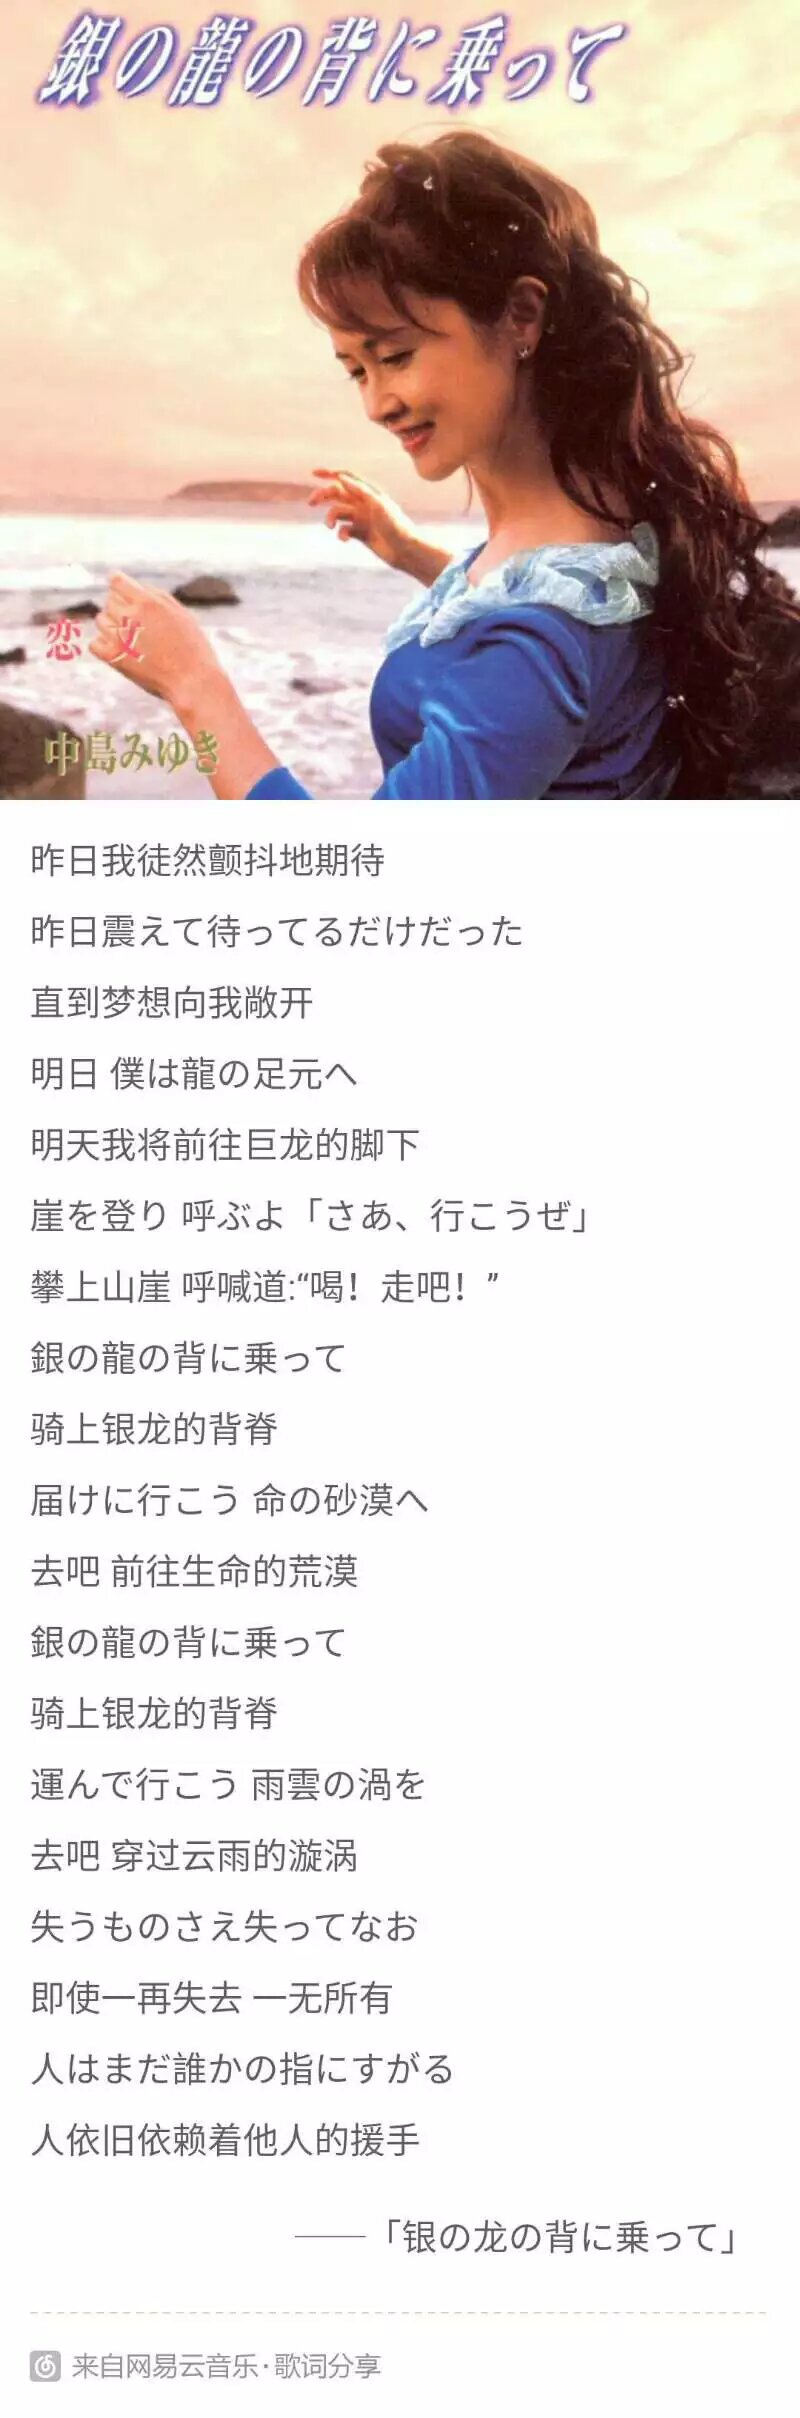 銀の龍の背に乗って
恋文
中島みゆき
昨日我徒然颤抖地期待
昨日震えて待ってるだけだった
直到梦想向我敞开
明日 僕は龍の足元へ
明天我将前往巨龙的脚下
崖を登り 呼ぶよ「さあ、行こうぜ」
攀上山崖 呼喊道:“喝！走吧！”
銀の龍の背に乗って
骑上银龙的背脊
届けに行こう 命の砂漠へ
去吧 前往生命的荒漠
銀の龍の背に乗って
骑上银龙的背脊
運んで行こう 雨雲の渦を
去吧 穿过云雨的漩涡
失うものさえ失ってなお
即使一再失去 一无所有
人はまだ誰かの指にすがる
人依旧依赖着他人的援手
——「银の龙の背に乗って」
来自网易云音乐·歌词分享